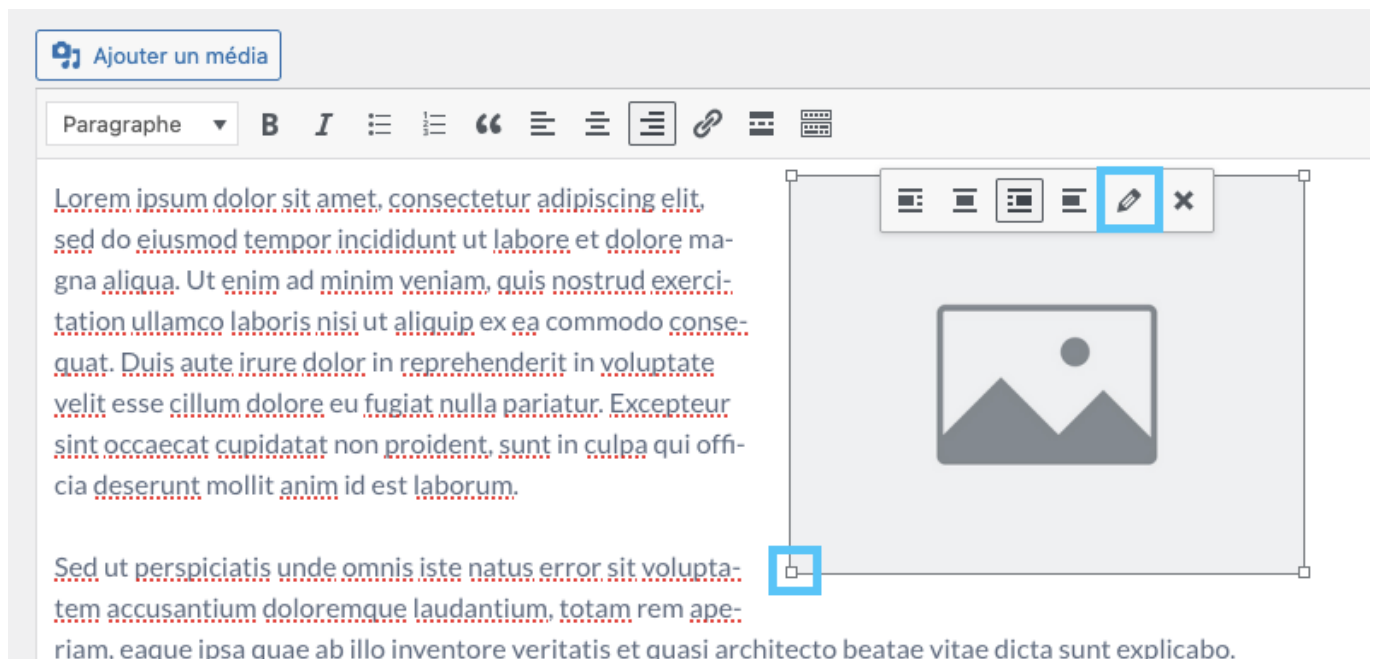 Ajouter un média
Paragraphe
Lorem ipsum dolor sit amet, consectetur adipiscing elit,
sed do eiusmod tempor incididunt ut labore et dolore ma-
gna aliqua. Ut enim ad minim veniam, quis nostrud exerci-
tation ullamco laboris nisi ut aliquip ex ea commodo conse-
quat. Duis aute irure dolor in reprehenderit in voluptate
velit esse cillum dolore eu fugiat nulla pariatur. Excepteur
sint occaecat cupidatat non proident, sunt in culpa qui offi-
cia deserunt mollit anim id est laborum.
Sed ut perspiciatis unde omnis iste natus error sit volupta-
tem accusantium doloremque laudantium, totam rem ape-
riam, eaque ipsa quae ab illo inventore veritatis et quasi architecto beatae vitae dicta sunt explicabo.